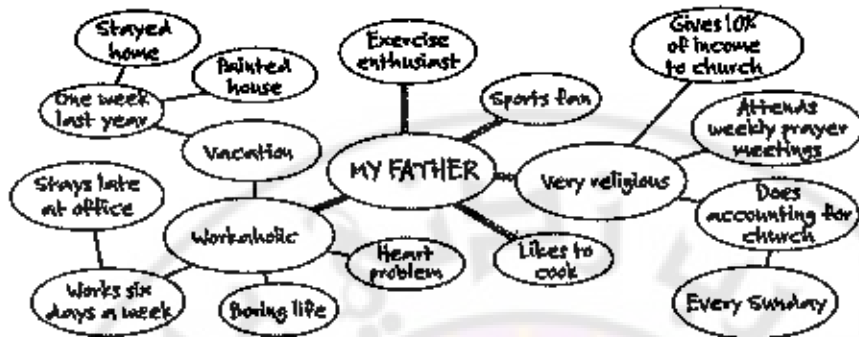 Stayed
home
Painted
house
One week
last year
Vacation
Stays late
at office
Workaholic
Works six
days a week
Boring life
Heart
problem
Exercise
enthusiast
Sports fan
MY FATHER
Likes to
cook
Very religious
Gives 10%
of income
to church
Attends
weekly prayer
meetings
Does
accounting for
church
Every Sunday